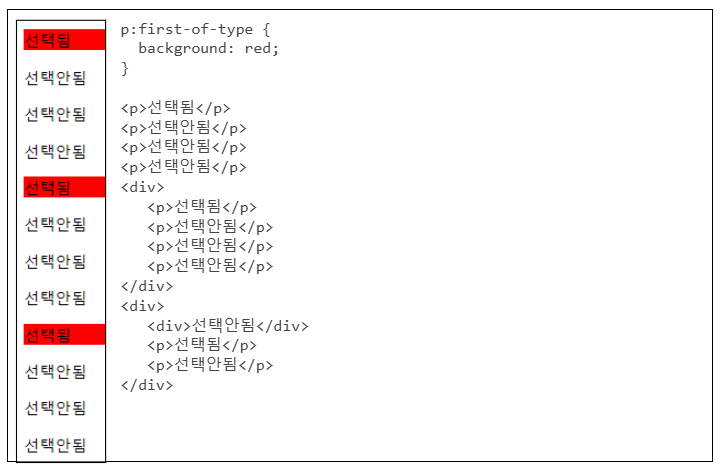 선택됨
선택안됨
선택안됨
선택안됨
선택됨
선택안됨
선택안됨
선택안됨
선택됨
선택안됨
선택안됨
선택안됨
p:first-of-type {
  background: red;
}
<p>선택됨</p>
<p>선택안됨</p>
<p>선택안됨</p>
<p>선택안됨</p>
<div>
   <p>선택됨</p>
   <p>선택안됨</p>
   <p>선택안됨</p>
   <p>선택안됨</p>
</div>
<div>
   <div>선택안됨</div>
   <p>선택됨</p>
   <p>선택안됨</p>
</div>